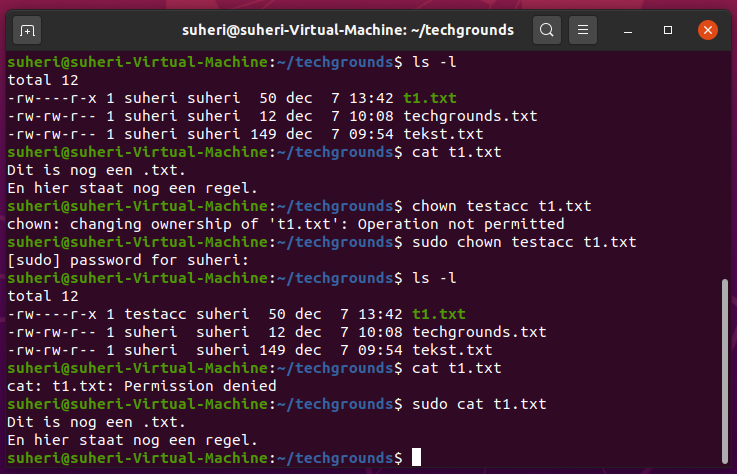 suheri@suheri-Virtual-Machine: ~/techgrounds
suheri@suheri-Virtual-Machine:~/techgrounds$ ls -l
total 12
-rw----r-x 1 suheri suheri  50 dec  7 13:42 t1.txt
-rw-rw-r-- 1 suheri suheri  12 dec  7 10:08 techgrounds.txt
-rw-rw-r-- 1 suheri suheri 149 dec  7 09:54 tekst.txt
suheri@suheri-Virtual-Machine:~/techgrounds$ cat t1.txt
Dit is nog een .txt.
En hier staat nog een regel.
suheri@suheri-Virtual-Machine:~/techgrounds$ chown testacc t1.txt
chown: changing ownership of 't1.txt': Operation not permitted
suheri@suheri-Virtual-Machine:~/techgrounds$ sudo chown testacc t1.txt
[sudo] password for suheri:
suheri@suheri-Virtual-Machine:~/techgrounds$ ls -l
total 12
-rw----r-x 1 testacc suheri  50 dec  7 13:42 t1.txt
-rw-rw-r-- 1 suheri  suheri  12 dec  7 10:08 techgrounds.txt
-rw-rw-r-- 1 suheri  suheri 149 dec  7 09:54 tekst.txt
suheri@suheri-Virtual-Machine:~/techgrounds$ cat t1.txt
cat: t1.txt: Permission denied
suheri@suheri-Virtual-Machine:~/techgrounds$ sudo cat t1.txt
Dit is nog een .txt.
En hier staat nog een regel.
suheri@suheri-Virtual-Machine:~/techgrounds$